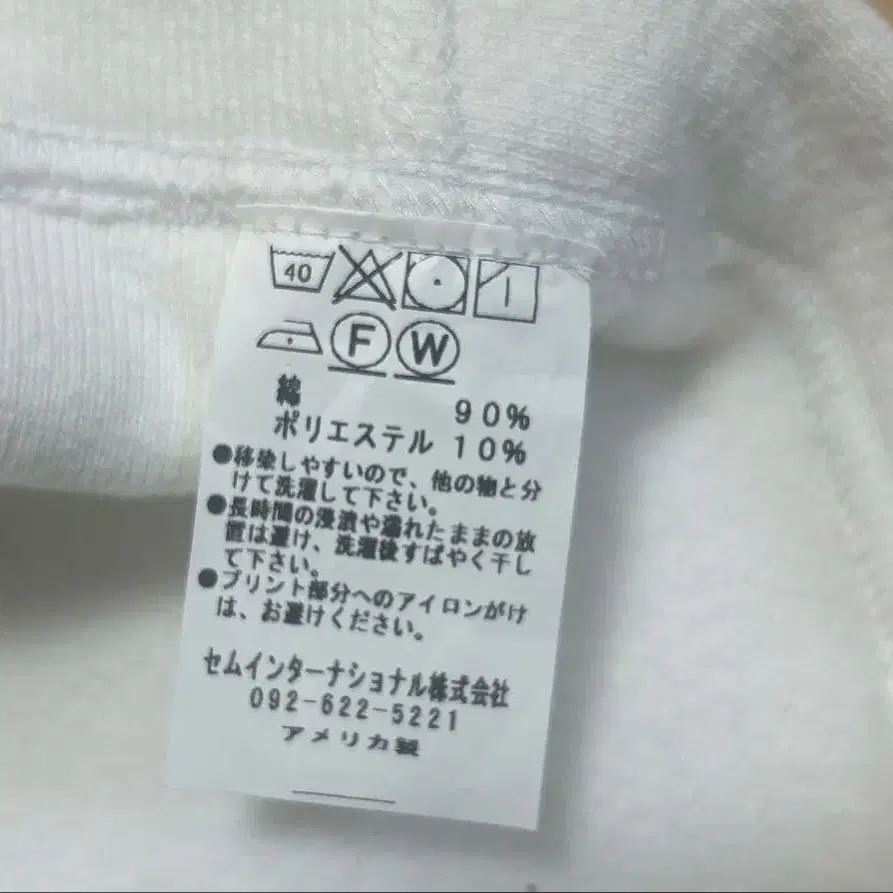 40
F W
綿 90%
ポリエステル 10%
●移染しやすいので、他の物と分
けて洗濯して下さい。
●長時間の浸漬や濡れたままの放
置は避け、洗濯後すばやく干し
て下さい。
●プリント部分へのアイロンがけ
は、お避けください。
セムインターナショナル株式会社
092-622-5221
アメリカ製